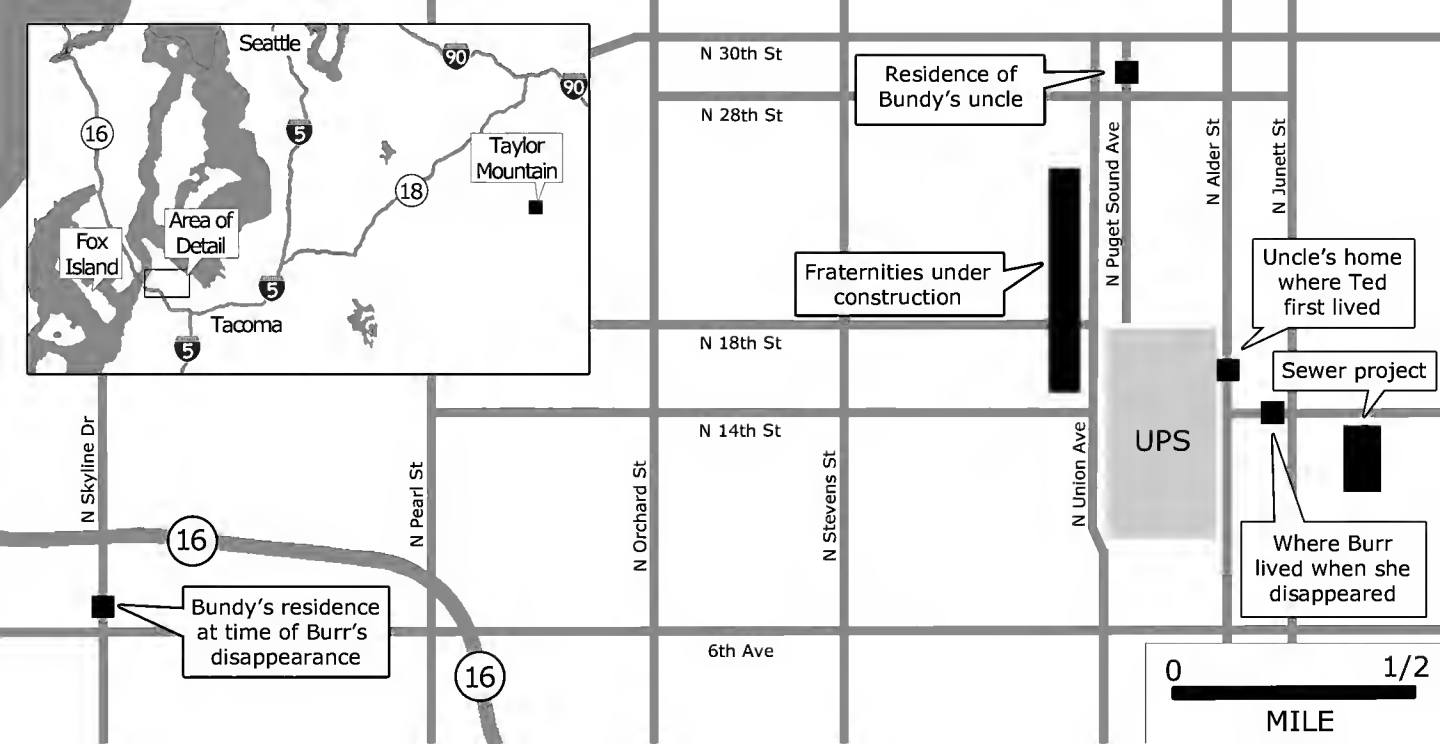 Seattle
90
90
16
5
Taylor
Mountain
18
Area of
Detail
Fox
Island
5
Tacoma
5
N 30th St
Residence of
Bundy's uncle
N 28th St
N Puget Sound Ave
N Alder St
N Junett St
Fraternities under
construction
Uncle's home
where Ted
first lived
N 18th St
Sewer project
N 14th St
UPS
N Skyline Dr
N Pearl St
N Orchard St
N Stevens St
N Union Ave
16
Where Burr
lived when she
disappeared
Bundy's residence
at time of Burr's
disappearance
6th Ave
16
0 1/2
MILE